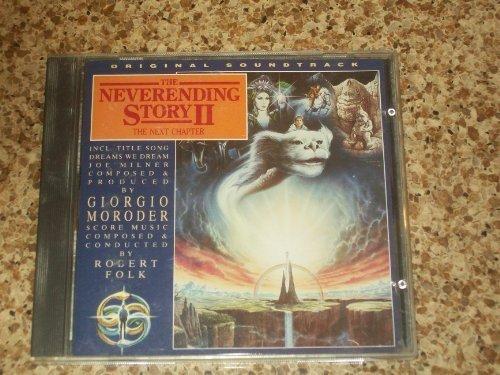 ORIGINAL SOUNDTRACK
THE
NEVERENDING
STORY II
THE NEXT CHAPTER
INCL. TITLE SONG
DREAMS WE DREAM
JOE MILNER
COMPOSED &
PRODUCED
BY
GIORGIO
MORODER
SCORE MUSIC
COMPOSED &
CONDUCTED
BY
ROBERT
FOLK